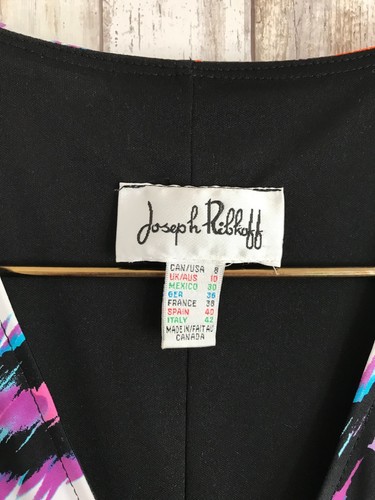 Joseph Ribkoff
CAN/USA 8
UK/AUS 10
MEXICO 30
GER 36
FRANCE 38
SPAIN 40
ITALY 42
MADE IN/FAIT AU
CANADA